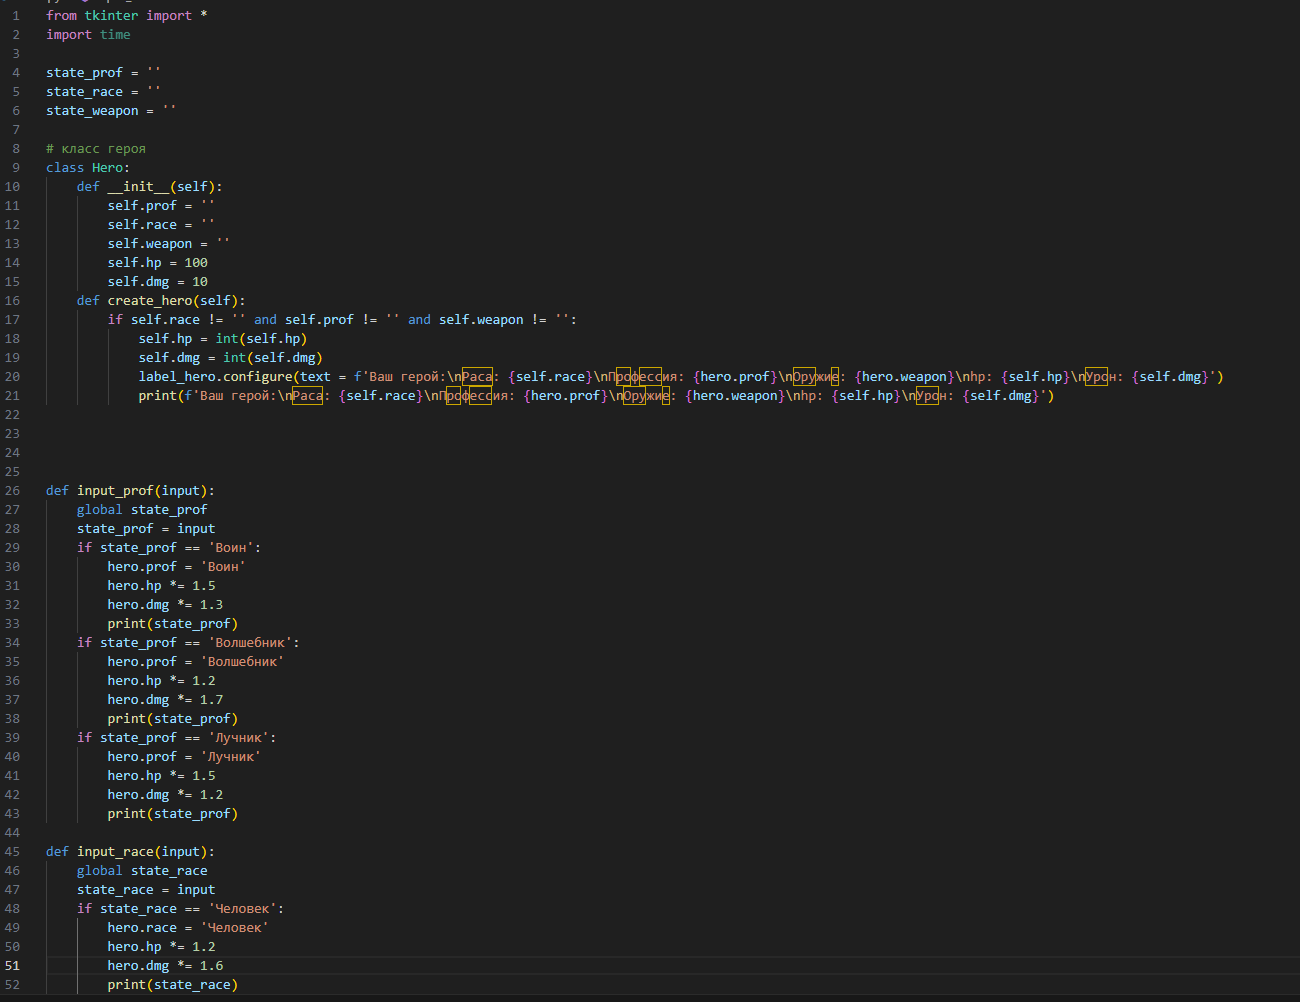 1 from tkinter import *
2 import time
3
4 state_prof = ''
5 state_race = ''
6 state_weapon = ''
7
8 # класс героя
9 class Hero:
10     def __init__(self):
11         self.prof = ''
12         self.race = ''
13         self.weapon = ''
14         self.hp = 100
15         self.dmg = 10
16     def create_hero(self):
17         if self.race != '' and self.prof != '' and self.weapon != '':
18             self.hp = int(self.hp)
19             self.dmg = int(self.dmg)
20             label_hero.configure(text = f'Ваш герой:\nРаса: {self.race}\nПрофессия: {hero.prof}\nОружие: {hero.weapon}\nhp: {self.hp}\nУрон: {self.dmg}')
21             print(f'Ваш герой:\nРаса: {self.race}\nПрофессия: {hero.prof}\nОружие: {hero.weapon}\nhp: {self.hp}\nУрон: {self.dmg}')
22
23
24
25
26 def input_prof(input):
27     global state_prof
28     state_prof = input
29     if state_prof == 'Воин':
30         hero.prof = 'Воин'
31         hero.hp *= 1.5
32         hero.dmg *= 1.3
33         print(state_prof)
34     if state_prof == 'Волшебник':
35         hero.prof = 'Волшебник'
36         hero.hp *= 1.2
37         hero.dmg *= 1.7
38         print(state_prof)
39     if state_prof == 'Лучник':
40         hero.prof = 'Лучник'
41         hero.hp *= 1.5
42         hero.dmg *= 1.2
43         print(state_prof)
44
45 def input_race(input):
46     global state_race
47     state_race = input
48     if state_race == 'Человек':
49         hero.race = 'Человек'
50         hero.hp *= 1.2
51         hero.dmg *= 1.6
52         print(state_race)